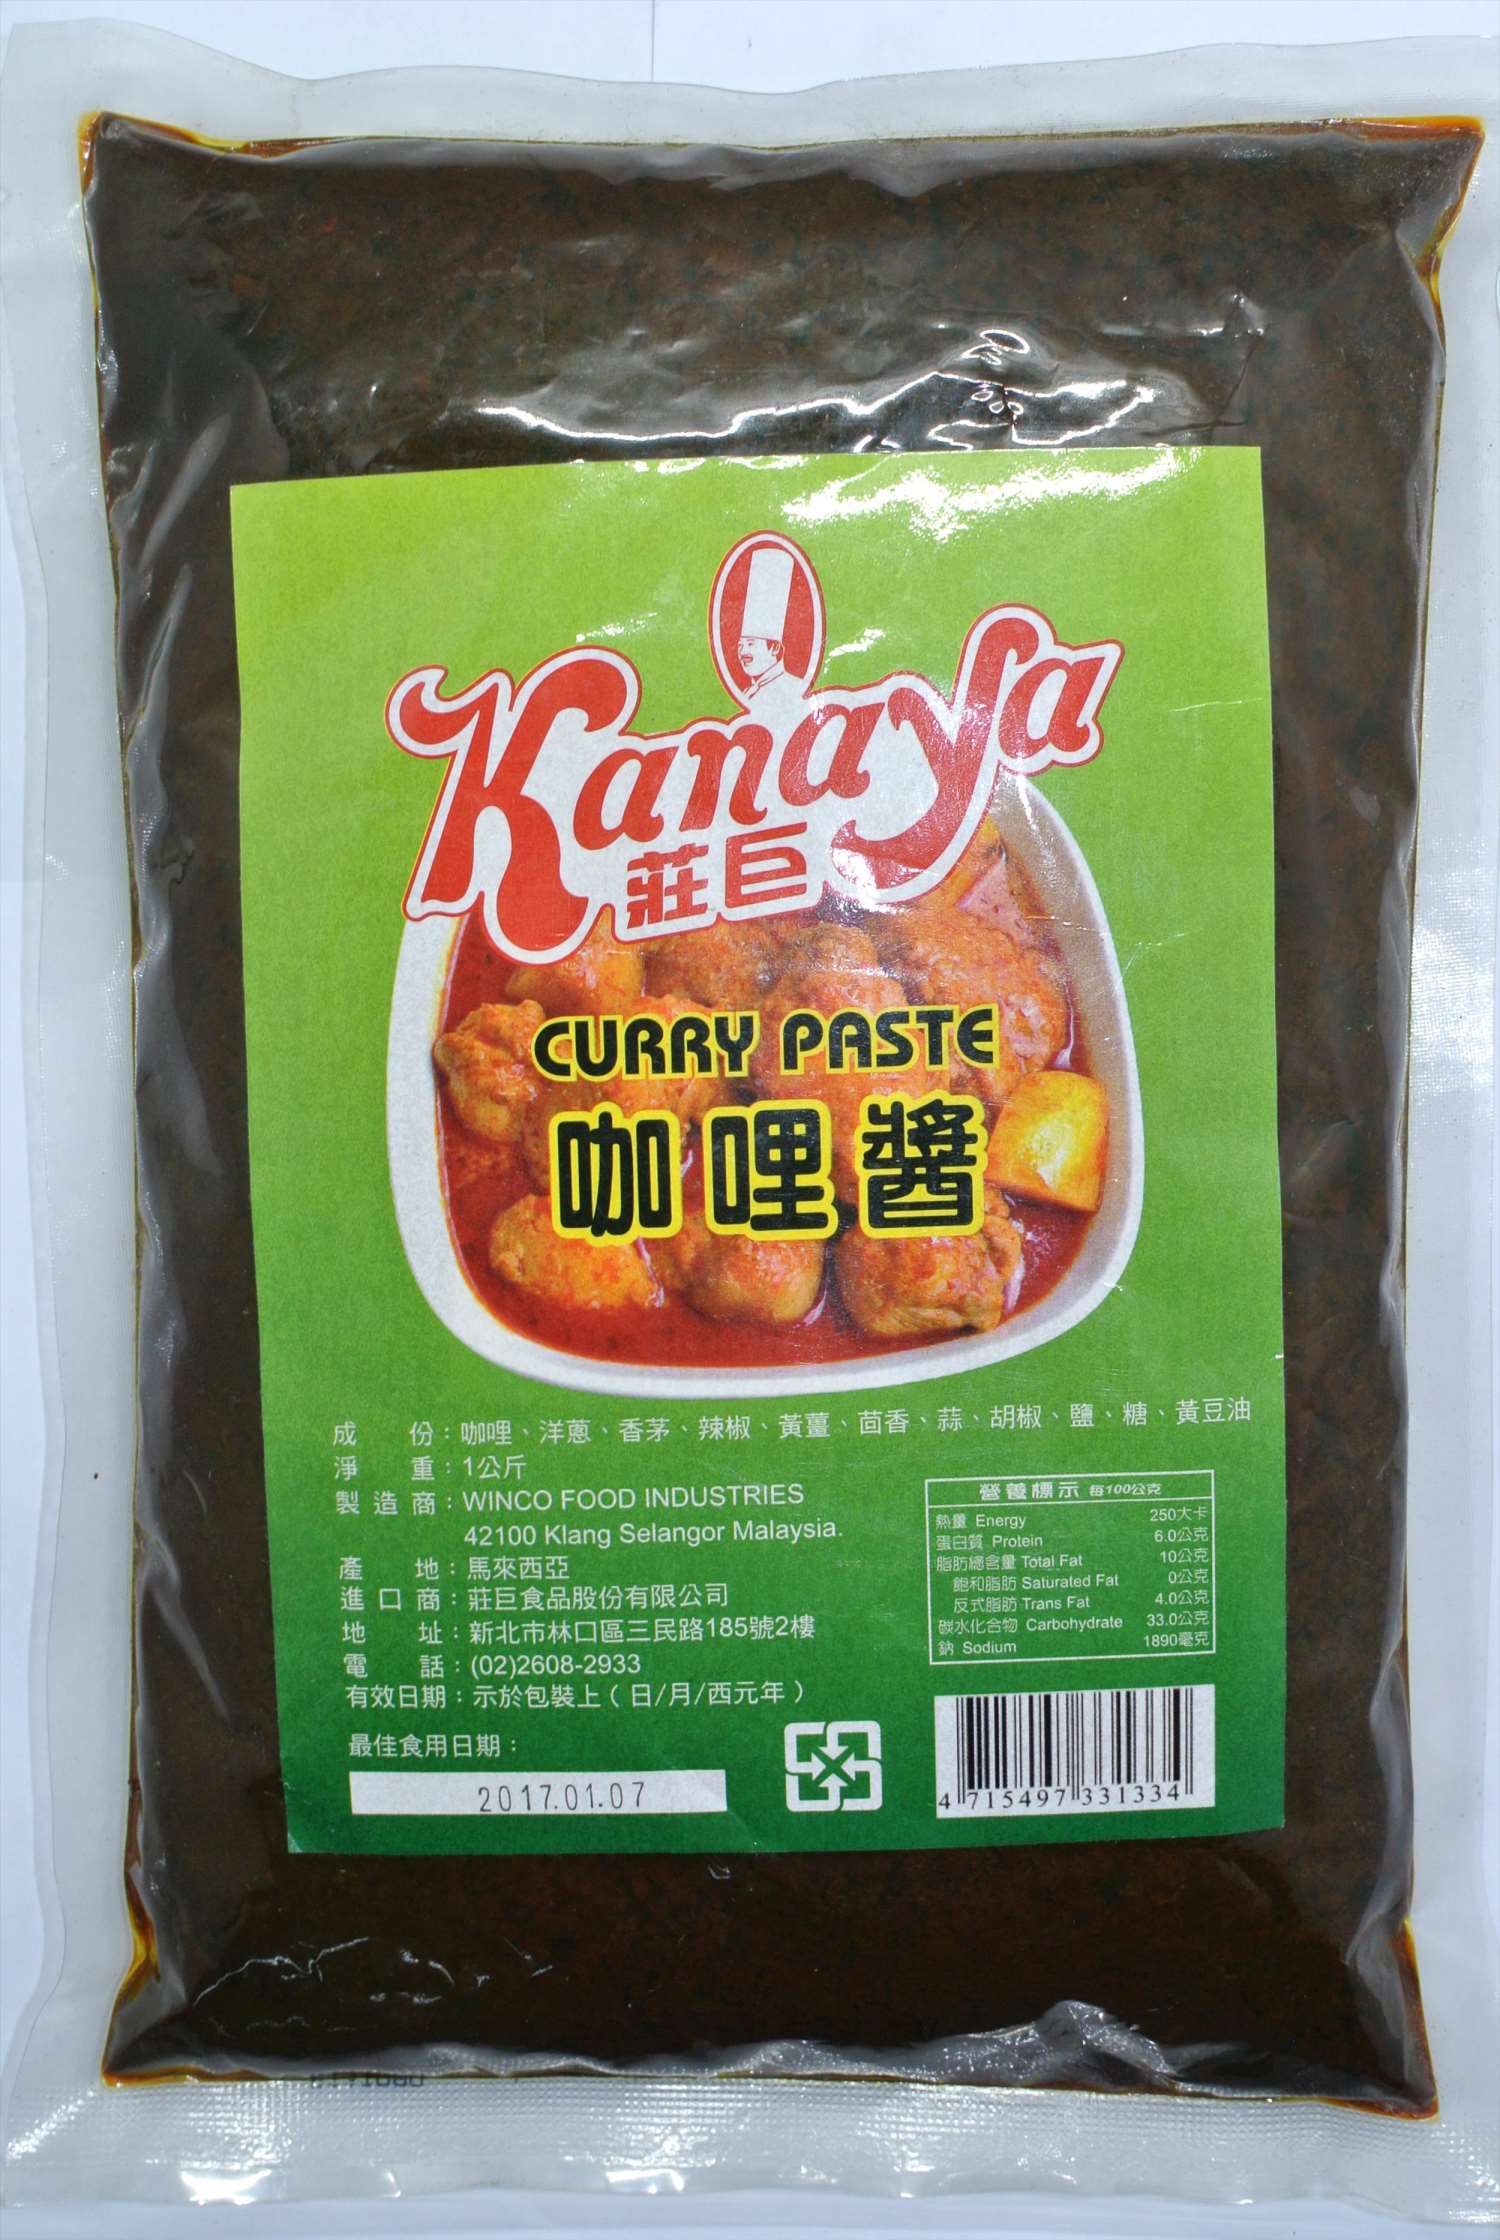 Kanaya
莊巨
CURRY PASTE
咖哩醬
成份：咖哩、洋蔥、香茅、辣椒、黃薑、茴香、蒜、胡椒、鹽、糖、黃豆油
淨重：1公斤
製造商：WINCO FOOD INDUSTRIES
42100 Klang Selangor Malaysia.
產地：馬來西亞
進口商：莊巨食品股份有限公司
地址：新北市林口區三民路185號2樓
電話：(02)2608-2933
有效日期：示於包裝上（日/月/西元年）
最佳食用日期：
2017.01.07
營養標示 每100公克
熱量 Energy 250大卡
蛋白質 Protein 6.0公克
脂肪總含量 Total Fat 10公克
飽和脂肪 Saturated Fat 0公克
反式脂肪 Trans Fat 4.0公克
碳水化合物 Carbohydrate 33.0公克
鈉 Sodium 1890毫克
4 715497 331334